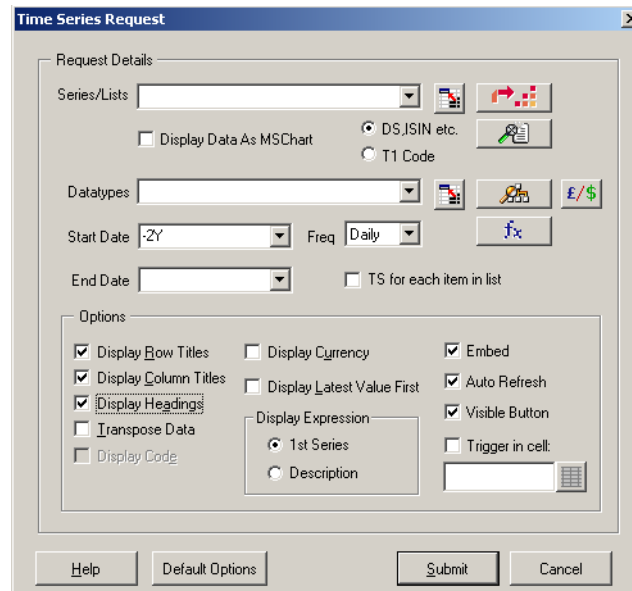 Time Series Request
Request Details
Series/Lists
Display Data As MSChart
DS,ISIN etc.
T1 Code
Datatypes
£/$
Start Date -2Y Freq Daily
fx
End Date
TS for each item in list
Options
Display Row Titles
Display Column Titles
Display Headings
Transpose Data
Display Code
Display Currency
Display Latest Value First
Display Expression
1st Series
Description
Embed
Auto Refresh
Visible Button
Trigger in cell:
Help
Default Options
Submit
Cancel